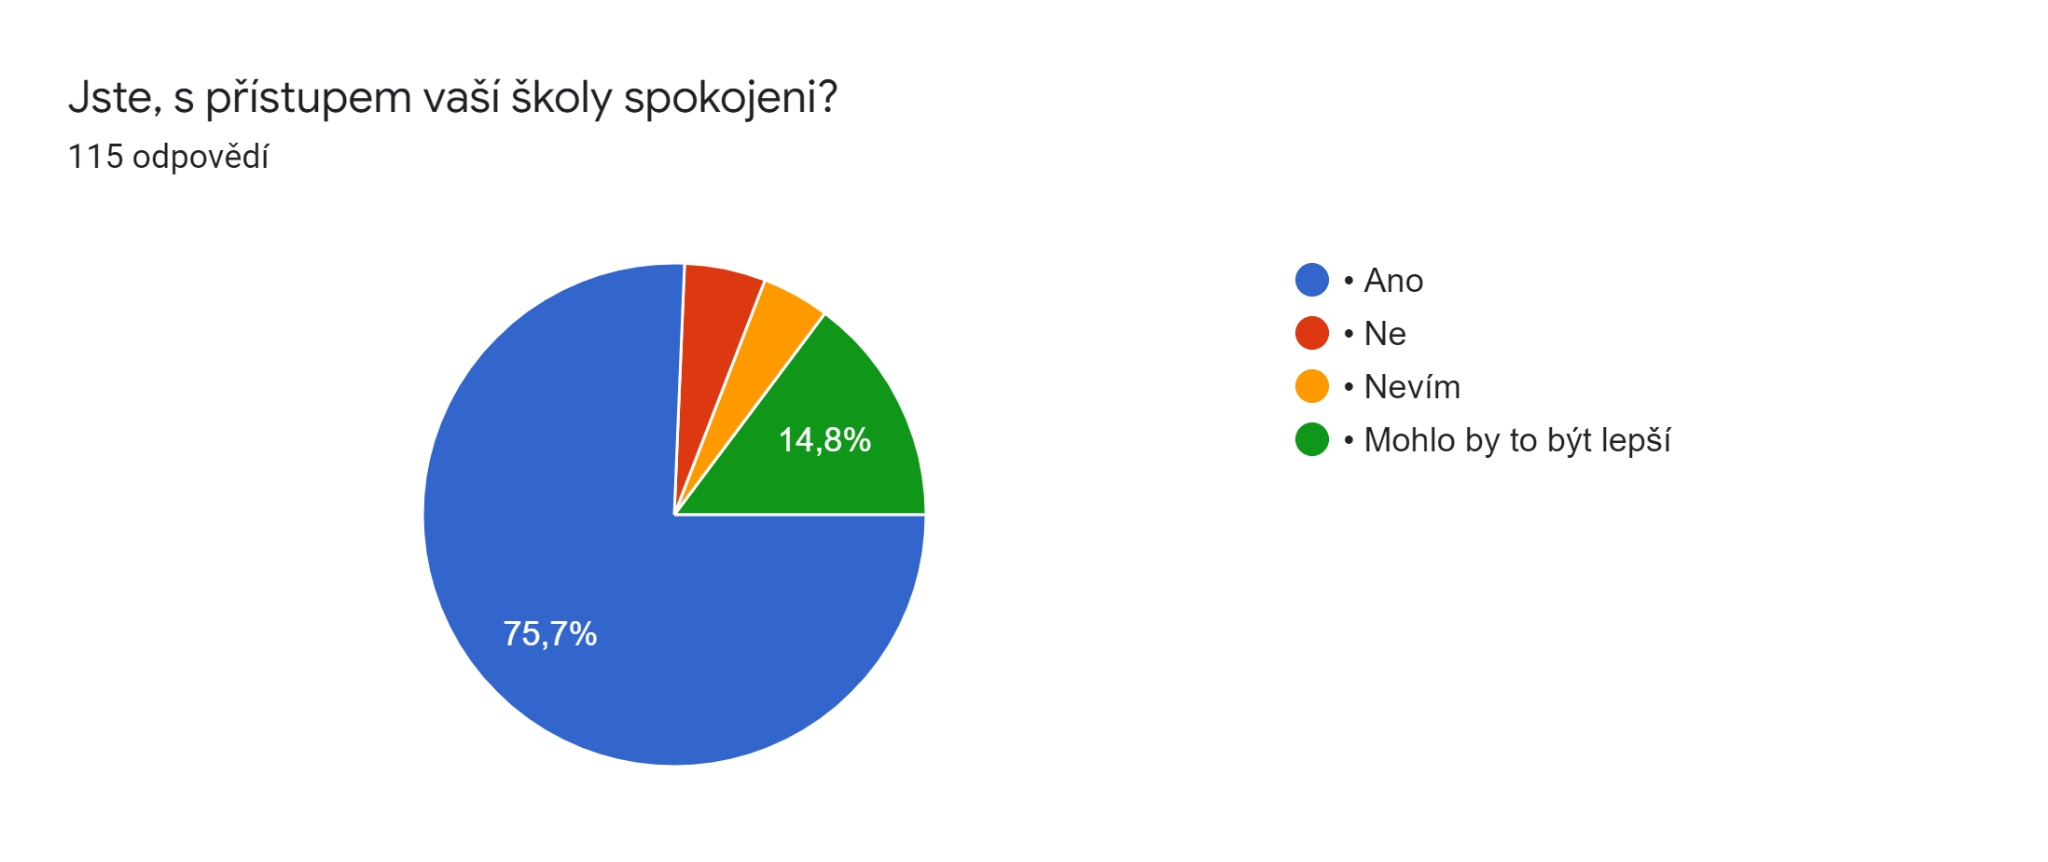 Jste, s přístupem vaší školy spokojeni?
115 odpovědí
• Ano
• Ne
• Nevím
• Mohlo by to být lepší
14,8%
75,7%